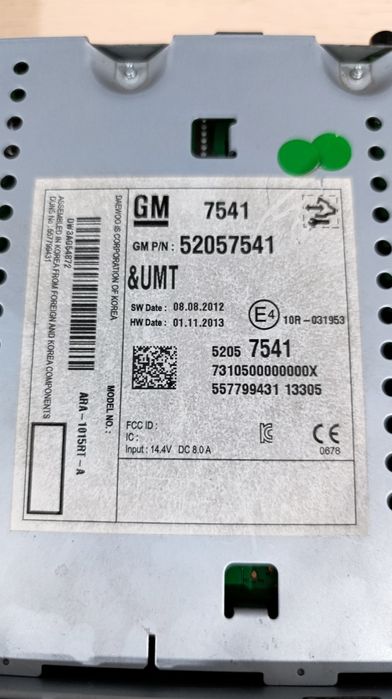 GM 7541
GM P/N : 52057541
&UMT
SW Date : 08.08.2012
HW Date : 01.11.2013
E4 10R - 031953
5205 7541
7310500000000X
557799431 13305
FCC ID :
IC :
Input : 14.4V DC 8.0 A
CE
0678
DAEWOO IS CORPORATION OF KOREA
MODEL NO. :
ARA - 1015RT - A
DW3AG64872
ASSEMBLED IN KOREA FROM FOREIGN AND KOREA COMPONENTS